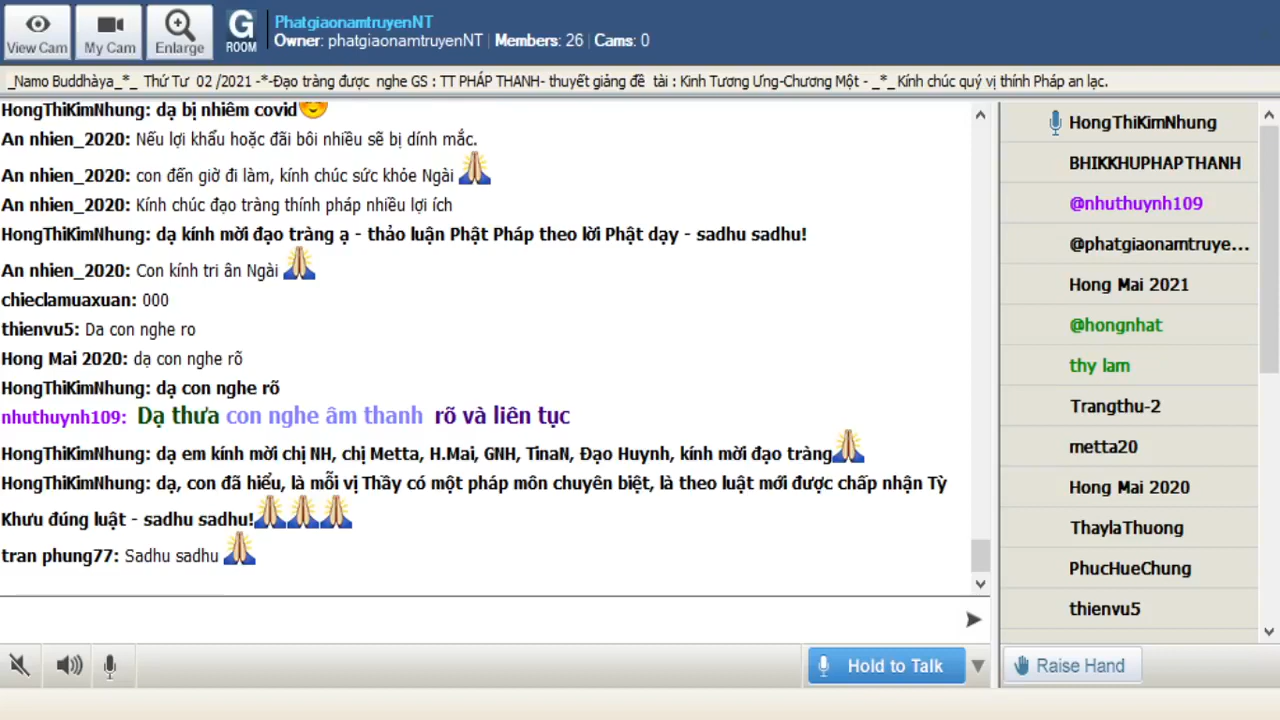 View Cam
My Cam
Enlarge
G
ROOM
PhatgiaonamtruyenNT
Owner: phatgiaonamtruyenNT | Members: 26 | Cams: 0
_Namo Buddhàya_*_ Thứ Tư 02 /2021 -*-Đạo tràng được nghe GS : TT PHÁP THANH- thuyết giảng đề tài : Kinh Tương Ưng-Chương Một - _*_ Kính chúc quý vị thính Pháp an lạc.
HongThiKimNhung: dạ bị nhiêm covid
An nhien_2020: Nếu lợi khẩu hoặc đãi bôi nhiều sẽ bị dính mắc.
An nhien_2020: con đến giờ đi làm, kính chúc sức khỏe Ngài
An nhien_2020: Kính chúc đạo tràng thính pháp nhiều lợi ích
HongThiKimNhung: dạ kính mời đạo tràng ạ - thảo luận Phật Pháp theo lời Phật dạy - sadhu sadhu!
An nhien_2020: Con kính tri ân Ngài
chieclamuaxuan: 000
thienvu5: Da con nghe ro
Hong Mai 2020: dạ con nghe rõ
HongThiKimNhung: dạ con nghe rõ
nhuthuynh109: Dạ thưa con nghe âm thanh rõ và liên tục
HongThiKimNhung: dạ em kính mời chị NH, chị Metta, H.Mai, GNH, TinaN, Đạo Huynh, kính mời đạo tràng
HongThiKimNhung: dạ, con đã hiểu, là mỗi vị Thầy có một pháp môn chuyên biệt, là theo luật mới được chấp nhận Tỳ
Khưu đúng luật - sadhu sadhu!
tran phung77: Sadhu sadhu
HongThiKimNhung
BHIKKHUPHAPTHANH
@nhuthuynh109
@phatgiaonamtruye...
Hong Mai 2021
@hongnhat
thy lam
Trangthu-2
metta20
Hong Mai 2020
ThaylaThuong
PhucHueChung
thienvu5
Hold to Talk
Raise Hand